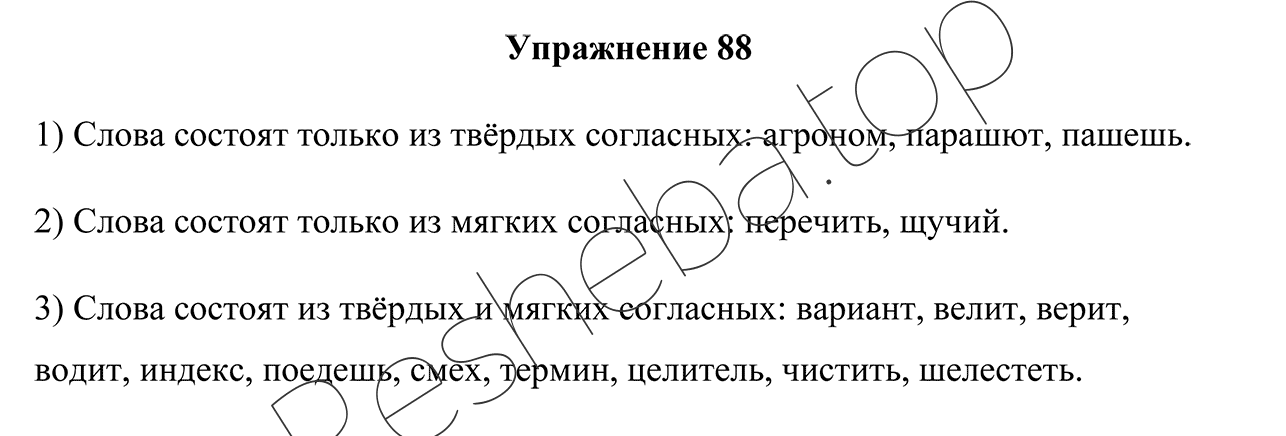 Упражнение 88
1) Слова состоят только из твёрдых согласных: агроном, парашют, пашешь.
2) Слова состоят только из мягких согласных: перечить, щучий.
3) Слова состоят из твёрдых и мягких согласных: вариант, велит, верит,
водит, индекс, поедешь, смех, термин, целитель, чистить, шелестеть.
Resheba.top